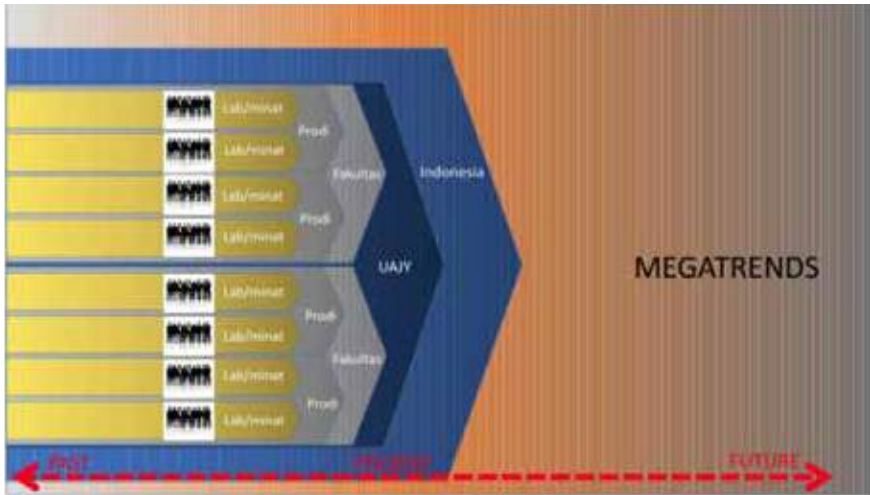 Lab/minat
Prodi
Lab/minat
Fakultas
Indonesia
Lab/minat
Prodi
Lab/minat
UAJY
MEGATRENDS
Lab/minat
Prodi
Lab/minat
Fakultas
Lab/minat
Prodi
Lab/minat
PAST
PRESENT
FUTURE